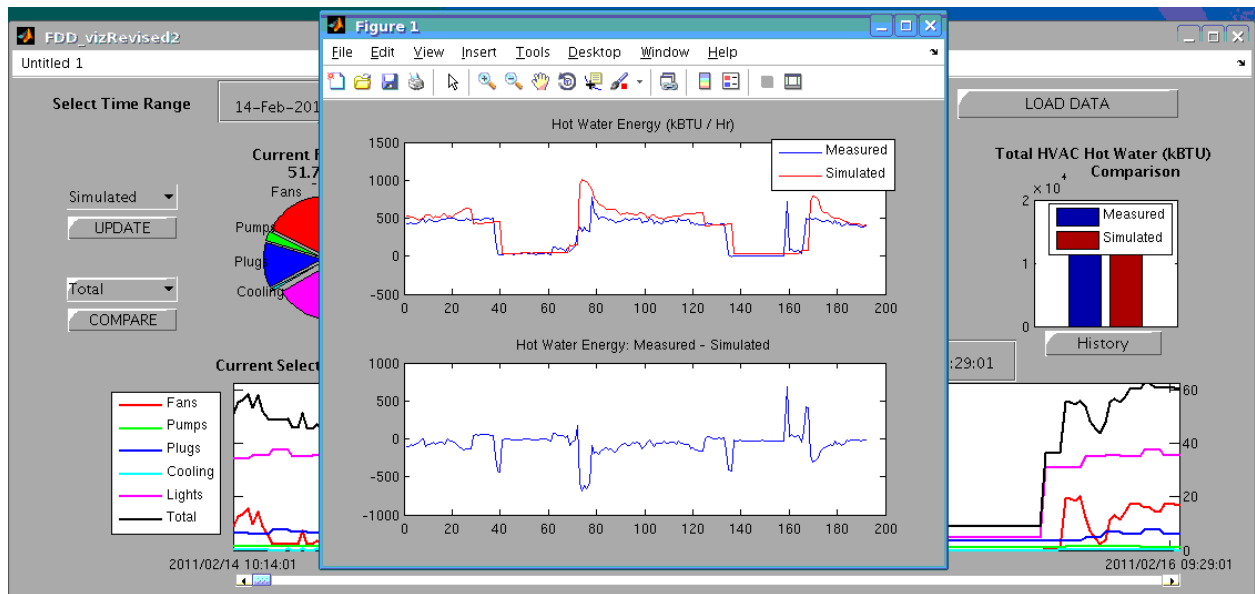 FDD_vizRevised2
Untitled 1
Select Time Range
14-Feb-201
Simulated
UPDATE
Total
COMPARE
51.7
Fans
Pumps
Plugs
Cooling
Fans
Pumps
Plugs
Cooling
Lights
Total
2011/02/14 10:14:01
Figure 1
File Edit View Insert Tools Desktop Window Help
Hot Water Energy (kBTU / Hr)
Measured
Simulated
1500
1000
500
0
-500
0 20 40 60 80 100 120 140 160 180 200
Hot Water Energy: Measured - Simulated
1000
500
0
-500
-1000
0 20 40 60 80 100 120 140 160 180 200
LOAD DATA
Total HVAC Hot Water (kBTU)
Comparison
× 10 4
Measured
Simulated
2
1
0
History
:29:01
60
40
20
0
2011/02/16 09:29:01